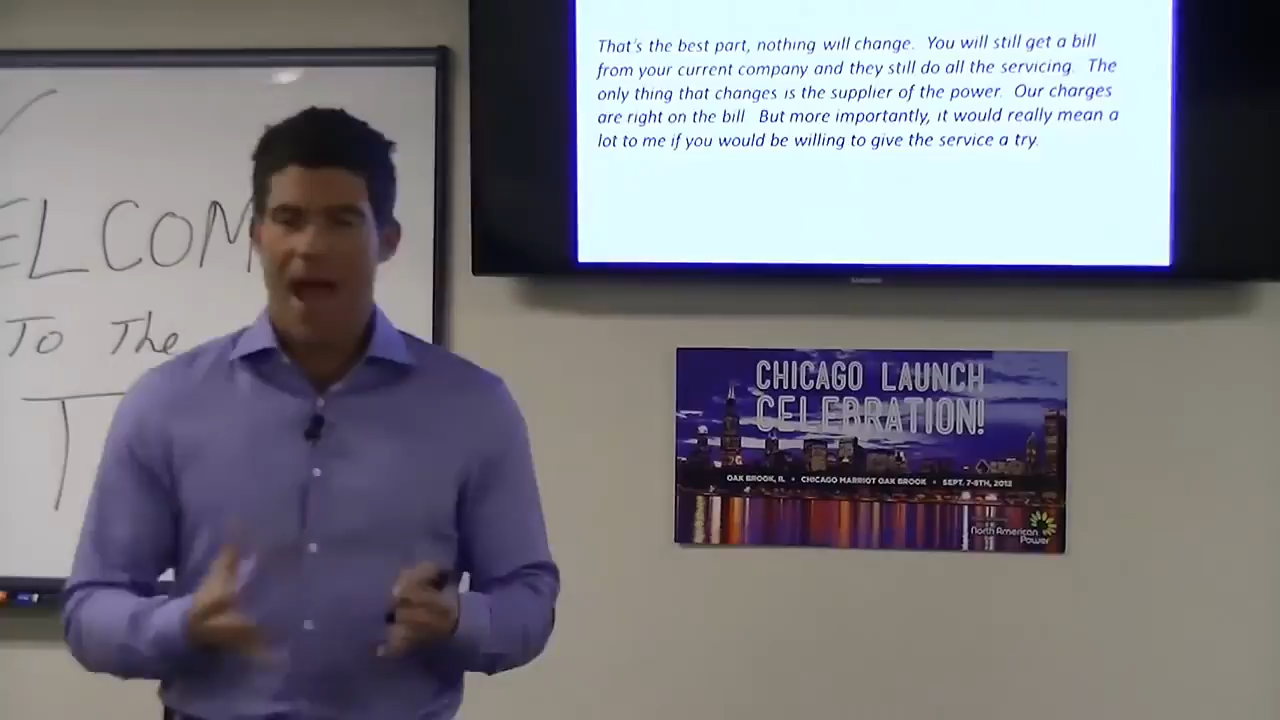 That's the best part, nothing will change. You will still get a bill
from your current company and they still do all the servicing. The
only thing that changes is the supplier of the power. Our charges
are right on the bill But more importantly, it would really mean a
lot to me if you would be willing to give the service a try.
SAMSUNG
ELCOM
To The
T
CHICAGO LAUNCH
CELEBRATION!
OAK BROOK, IL • CHICAGO MARRIOT OAK BROOK • SEPT. 7-8TH, 2012
North American
Power